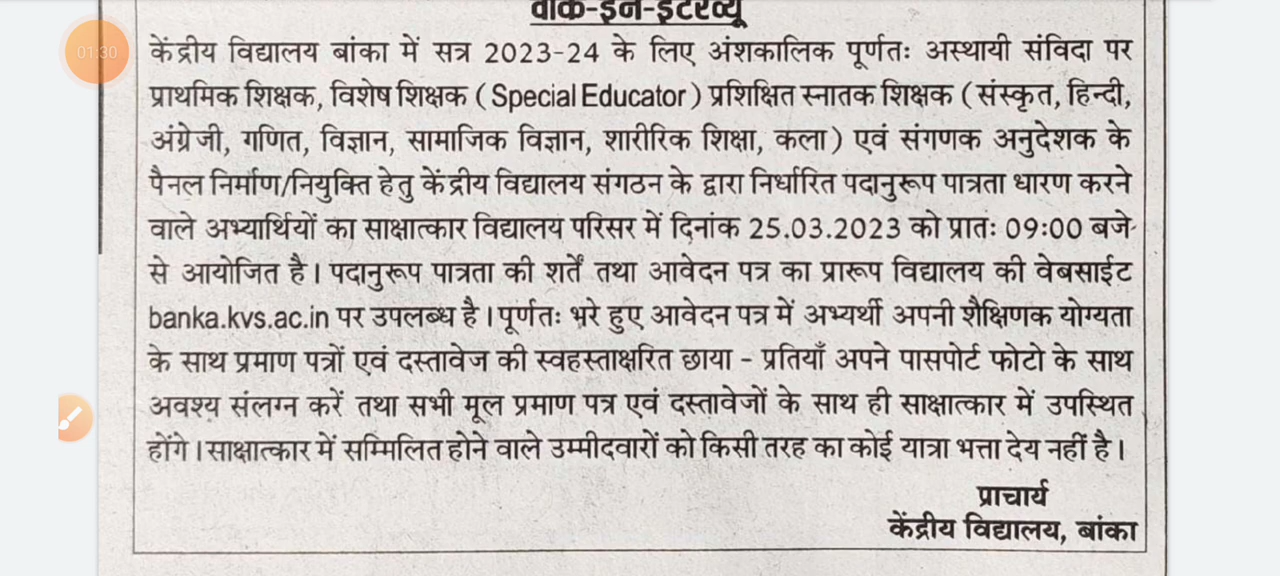 वाक-इन-इंटरव्यू
01:30
केंद्रीय विद्यालय बांका में सत्र 2023-24 के लिए अंशकालिक पूर्णतः अस्थायी संविदा पर
प्राथमिक शिक्षक, विशेष शिक्षक ( Special Educator ) प्रशिक्षित स्नातक शिक्षक ( संस्कृत, हिन्दी,
अंग्रेजी, गणित, विज्ञान, सामाजिक विज्ञान, शारीरिक शिक्षा, कला ) एवं संगणक अनुदेशक के
पैनल निर्माण/नियुक्ति हेतु केंद्रीय विद्यालय संगठन के द्वारा निर्धारित पदानुरूप पात्रता धारण करने
वाले अभ्यार्थियों का साक्षात्कार विद्यालय परिसर में दिनांक 25.03.2023 को प्रातः 09:00 बजे
से आयोजित है। पदानुरूप पात्रता की शर्तें तथा आवेदन पत्र का प्रारूप विद्यालय की वेबसाईट
banka.kvs.ac.in पर उपलब्ध है। पूर्णतः भरे हुए आवेदन पत्र में अभ्यर्थी अपनी शैक्षिणक योग्यता
के साथ प्रमाण पत्रों एवं दस्तावेज की स्वहस्ताक्षरित छाया - प्रतियाँ अपने पासपोर्ट फोटो के साथ
अवश्य संलग्न करें तथा सभी मूल प्रमाण पत्र एवं दस्तावेजों के साथ ही साक्षात्कार में उपस्थित
होंगे। साक्षात्कार में सम्मिलित होने वाले उम्मीदवारों को किसी तरह का कोई यात्रा भत्ता देय नहीं है।
प्राचार्य
केंद्रीय विद्यालय, बांका